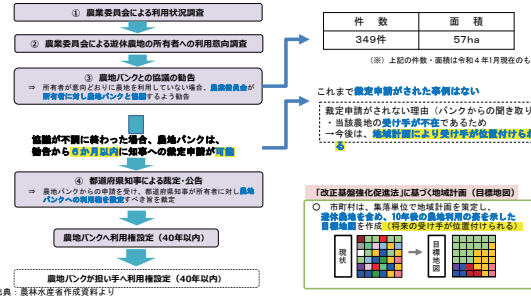 ① 農業委員会による利用状況調査
② 農業委員会による遊休農地の所有者への利用意向調査
③ 農地バンクとの協議の勧告
⇒ 所有者が意向どおりに農地を利用していない場合、農業委員会が
所有者に対し農地バンクと協議するよう勧告
協議が不調に終わった場合、農地バンクは、
勧告から6か月以内に知事への裁定申請が可能
④ 都道府県知事による裁定・公告
⇒ 農地バンクからの申請を受け、都道府県知事が所有者に対し農地
バンクへの利用権を設定すべき旨を裁定
農地バンクへ利用権設定（40年以内）
農地バンクが担い手へ利用権設定（40年以内）
出典：農林水産省作成資料より
件 数 面 積
349件 57ha
（※）上記の件数・面積は令和4年1月現在のも
これまで裁定申請がされた事例はない
裁定申請がされない理由（バンクからの聞き取り
・当該農地の受け手が不在であるため
→今後は、地域計画により受け手が位置付けられ
る
「改正基盤強化促進法」に基づく地域計画（目標地図）
○ 市町村は、集落単位で地域計画を策定し、
遊休農地を含め、10年後の農地利用の姿を示した
目標地図を作成（将来の受け手が位置付けられる）
現状
目標地図